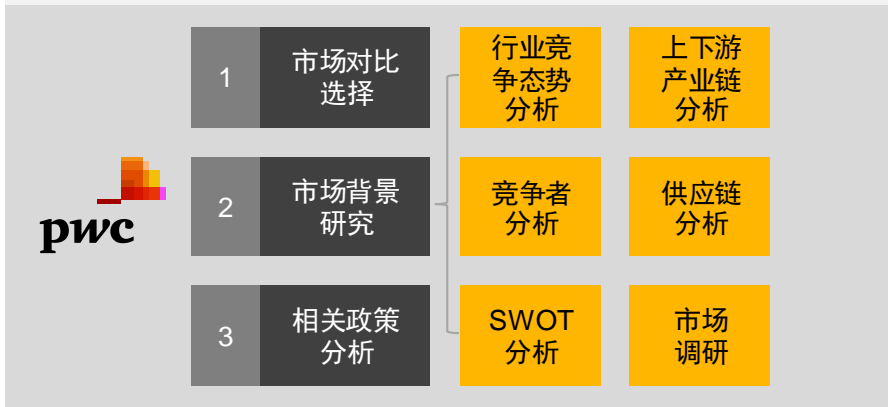 pwc
1
市场对比
选择
2
市场背景
研究
3
相关政策
分析
行业竞
争态势
分析
上下游
产业链
分析
竞争者
分析
供应链
分析
SWOT
分析
市场
调研